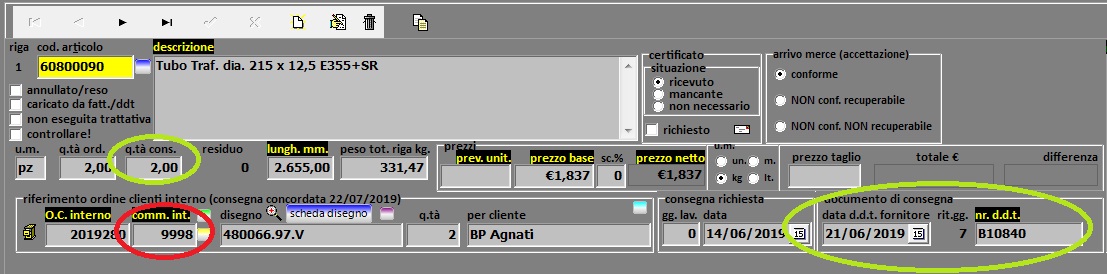 riga cod. articolo descrizione
1 60800090 Tubo Traf. dia. 215 x 12,5 E355+SR
certificato
situazione
ricevuto
mancante
non necessario
richiesto
arrivo merce (accettazione)
conforme
NON conf. recuperabile
NON conf. NON recuperabile
annullato/reso
caricato da fatt./ddt
non eseguita trattativa
controllare!
u.m. q.tà ord. q.tà cons. residuo lungh. mm. peso tot. riga kg.
pz 2,00 2,00 0 2.655,00 331,47
prezzi
prev. unit. prezzo base sc.% prezzo netto
€1,837 0 €1,837
u.m.
un. m.
kg lt.
prezzo taglio totale € differenza
riferimento ordine clienti interno (consegna concordata 22/07/2019)
O.C. interno comm. int. disegno scheda disegno q.tà per cliente
2019280 9998 480066.97.V 2 BP Agnati
consegna richiesta
gg. lav. data
0 14/06/2019 15
documento di consegna
data d.d.t. fornitore rit.gg. nr. d.d.t.
21/06/2019 15 7 B10840